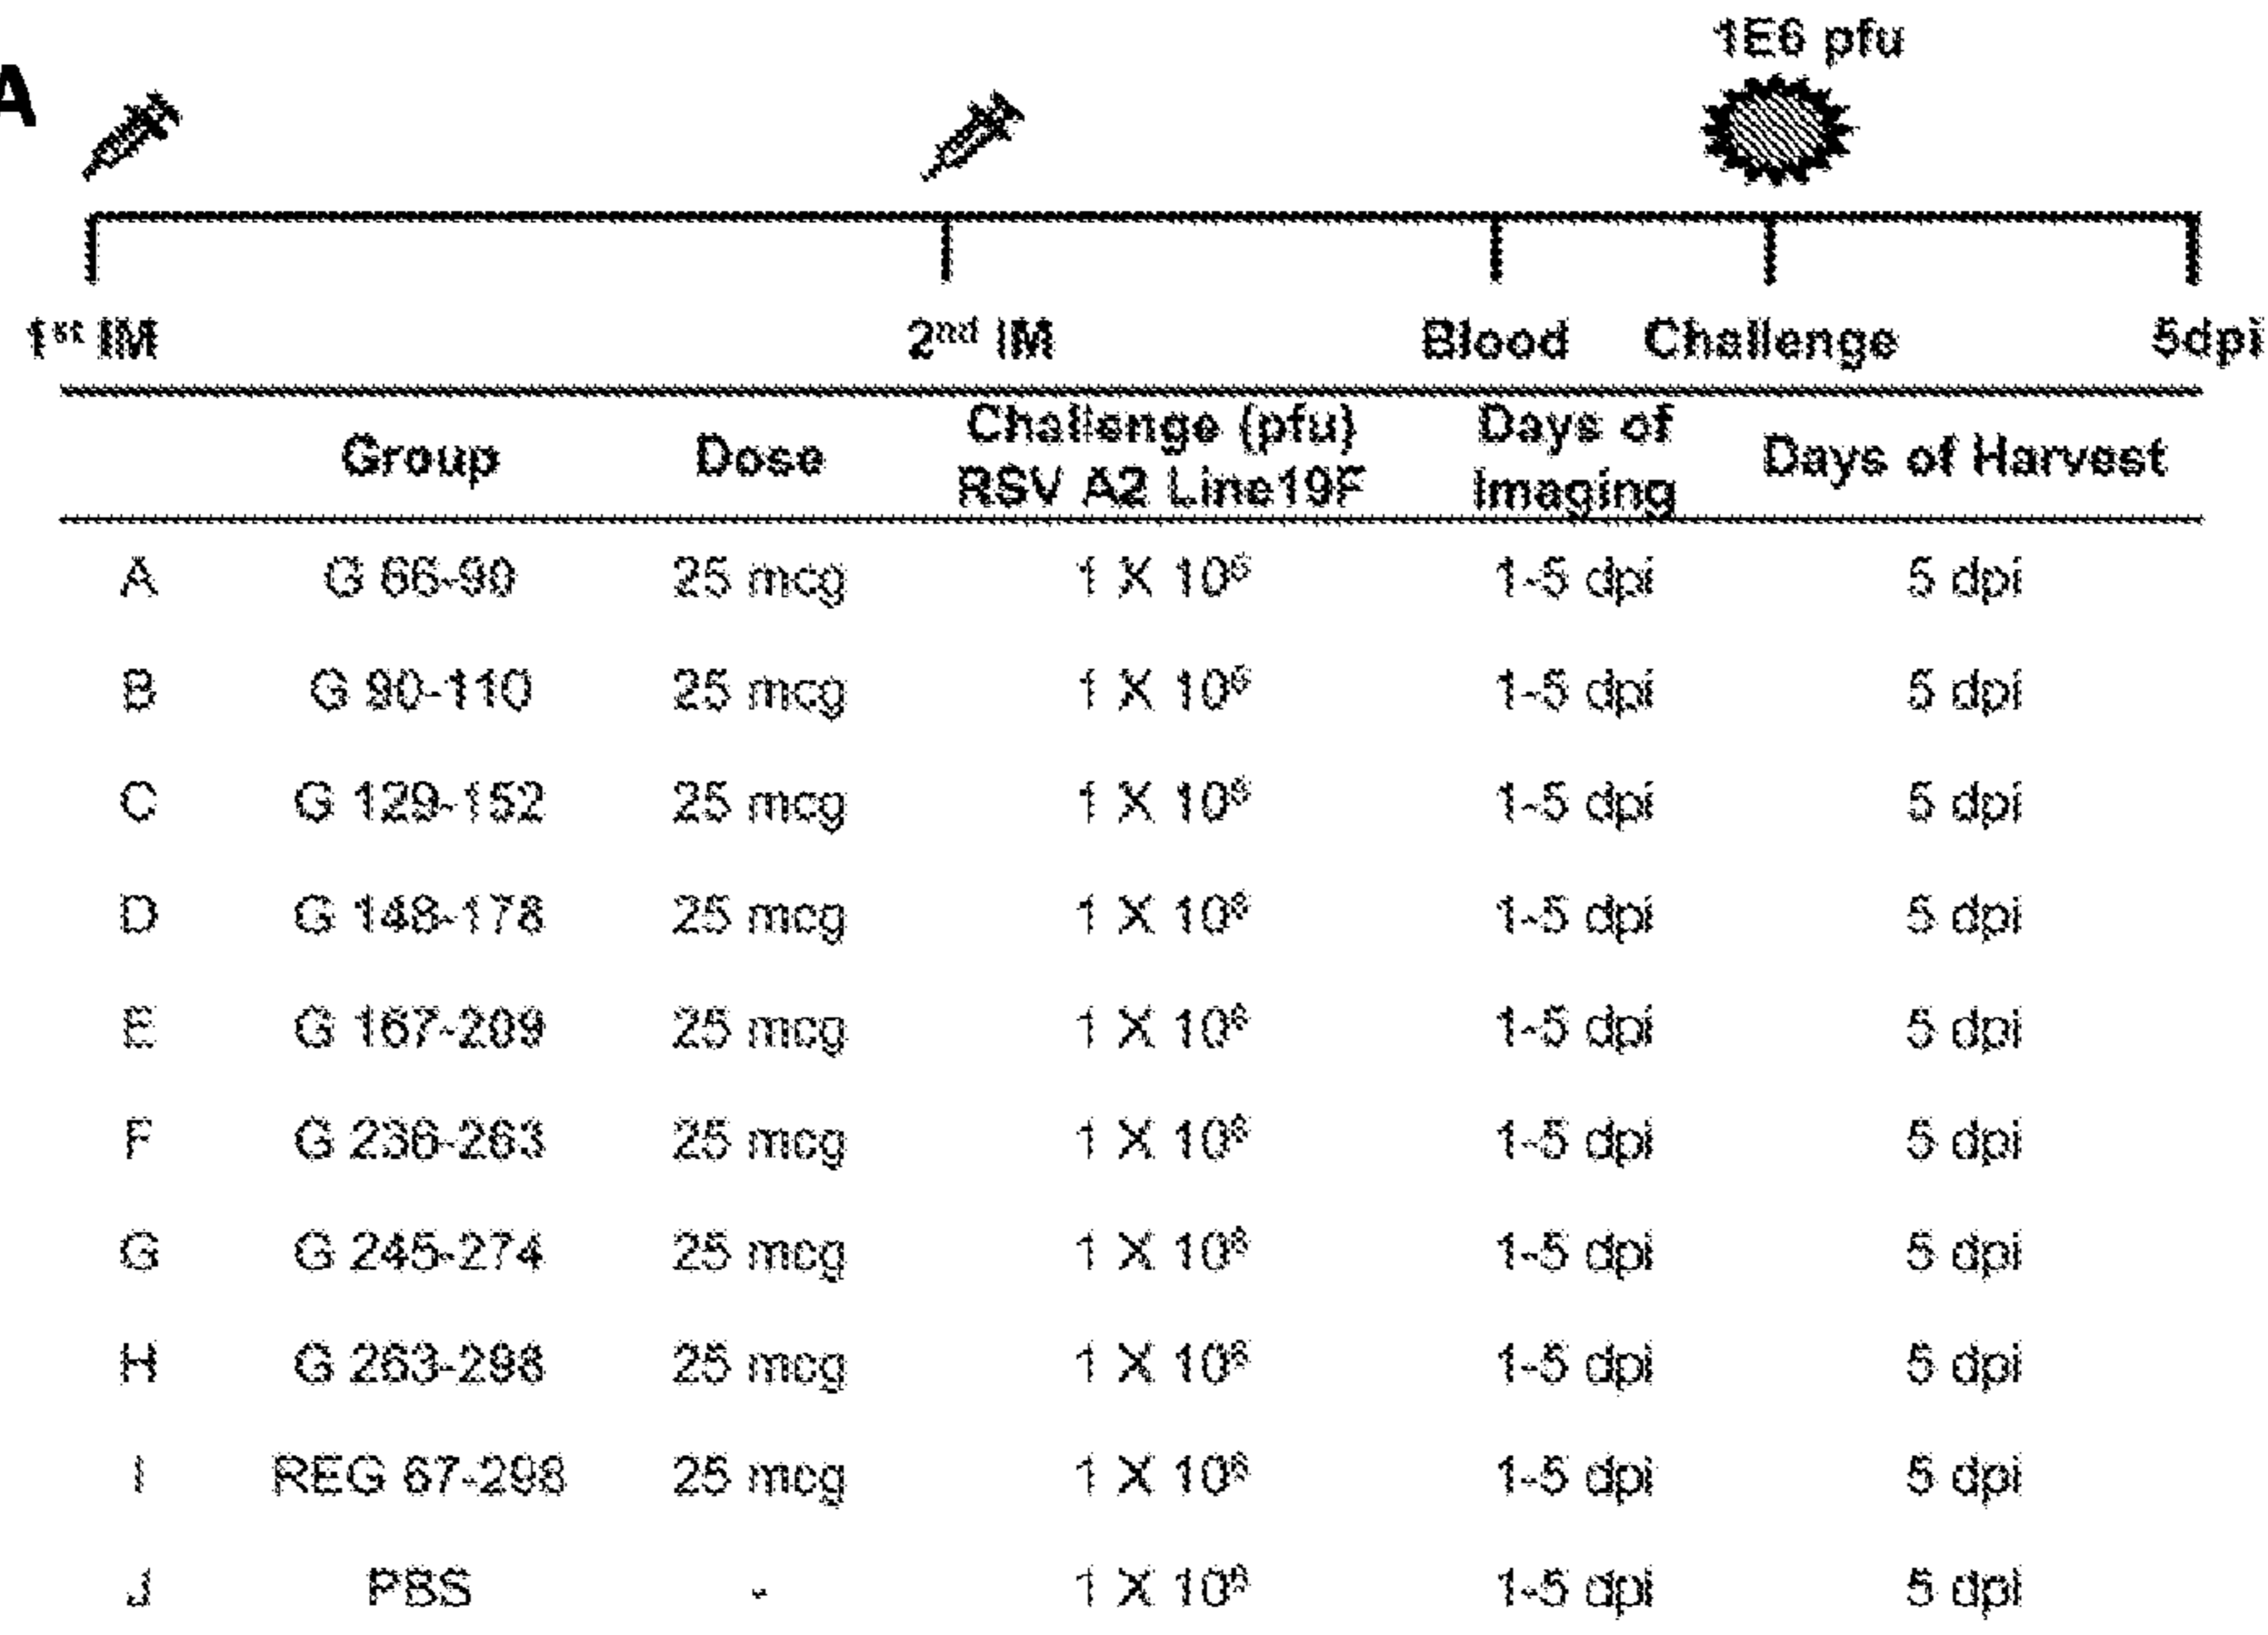 A
1E6 pfu
1st IM 2nd IM Blood Challenge 5dpi
Group Dose Challenge (pfu) RSV A2 Line19F Days of Imaging Days of Harvest
A G 66-90 25 mcg 1 X 10⁶ 1-5 dpi 5 dpi
B G 90-110 25 mcg 1 X 10⁶ 1-5 dpi 5 dpi
C G 129-152 25 mcg 1 X 10⁶ 1-5 dpi 5 dpi
D G 148-178 25 mcg 1 X 10⁶ 1-5 dpi 5 dpi
E G 167-209 25 mcg 1 X 10⁶ 1-5 dpi 5 dpi
F G 236-263 25 mcg 1 X 10⁶ 1-5 dpi 5 dpi
G G 245-274 25 mcg 1 X 10⁶ 1-5 dpi 5 dpi
H G 263-298 25 mcg 1 X 10⁶ 1-5 dpi 5 dpi
I REG 67-298 25 mcg 1 X 10⁶ 1-5 dpi 5 dpi
J PBS - 1 X 10⁶ 1-5 dpi 5 dpi